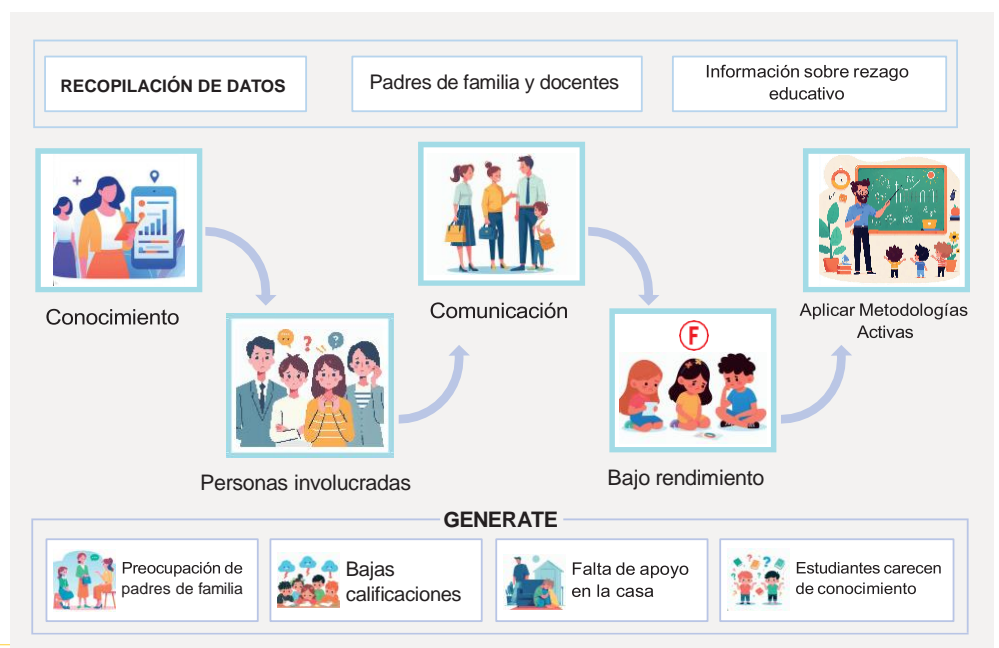 RECOPILACIÓN DE DATOS
Padres de familia y docentes
Información sobre rezago
educativo
Conocimiento
Personas involucradas
Comunicación
F
Bajo rendimiento
Aplicar Metodologías
Activas
GENERATE
Preocupación de
padres de familia
Bajas
calificaciones
Falta de apoyo
en la casa
Estudiantes carecen
de conocimiento